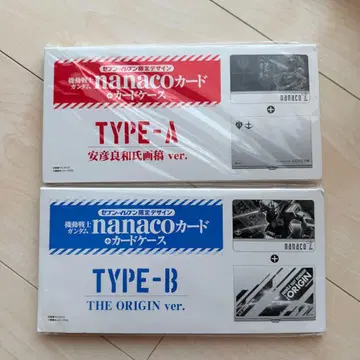 セブン-イレブン限定デザイン
機動戦士
ガンダム
nanacoカード
+カードケース
TYPE-A
安彦良和氏画稿 ver.
nanaco
+
セブン-イレブン限定デザイン
機動戦士
ガンダム
nanacoカード
+カードケース
TYPE-B
THE ORIGIN ver.
nanaco
+
ORIGIN